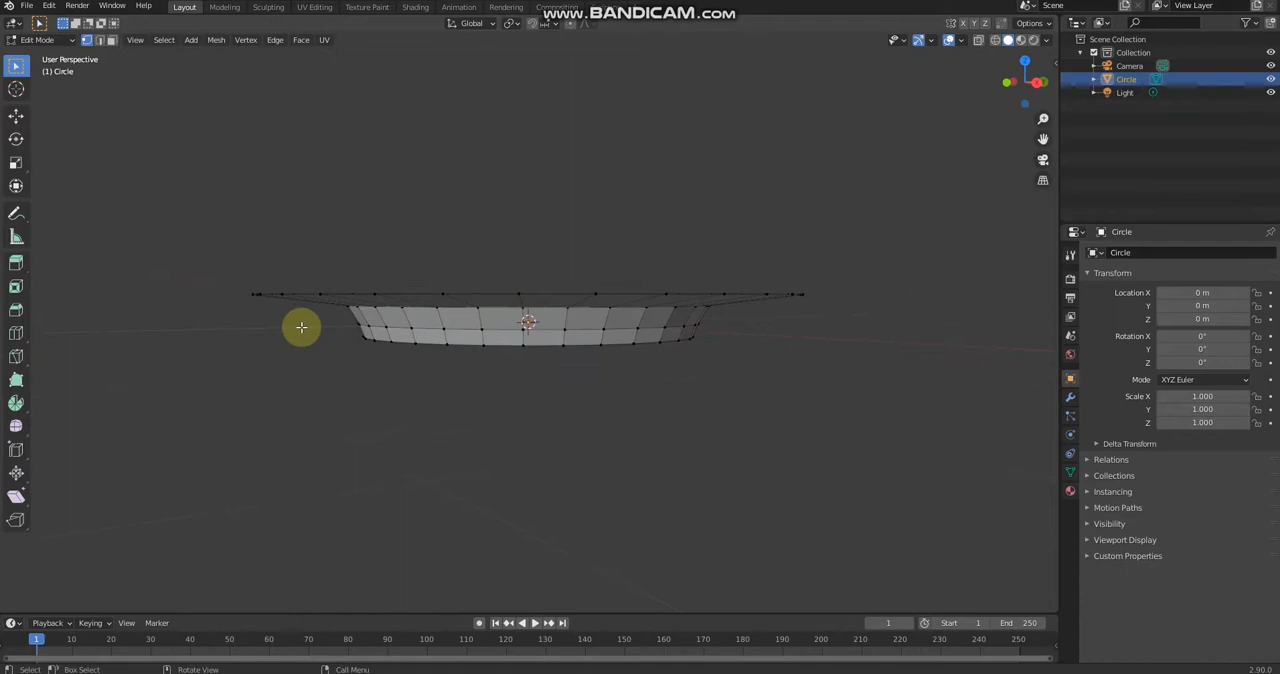 www.BANDICAM.com
File Edit Render Window Help Layout Modeling Sculpting UV Editing Texture Paint Shading Animation Rendering Compositing Scene View Layer
Global Options
Edit Mode View Select Add Mesh Vertex Edge Face UV
User Perspective
(1) Circle
Scene Collection
Collection
Camera
Circle
Light
Circle
Circle
Transform
Location X 0 m
Y 0 m
Z 0 m
Rotation X 0°
Y 0°
Z 0°
Mode XYZ Euler
Scale X 1.000
Y 1.000
Z 1.000
Delta Transform
Relations
Collections
Instancing
Motion Paths
Visibility
Viewport Display
Custom Properties
Playback Keying View Marker 1 Start 1 End 250
1 10 20 30 40 50 60 70 80 90 100 110 120 130 140 150 160 170 180 190 200 210 220 230 240 250
Select Box Select Rotate View Call Menu 2.90.0